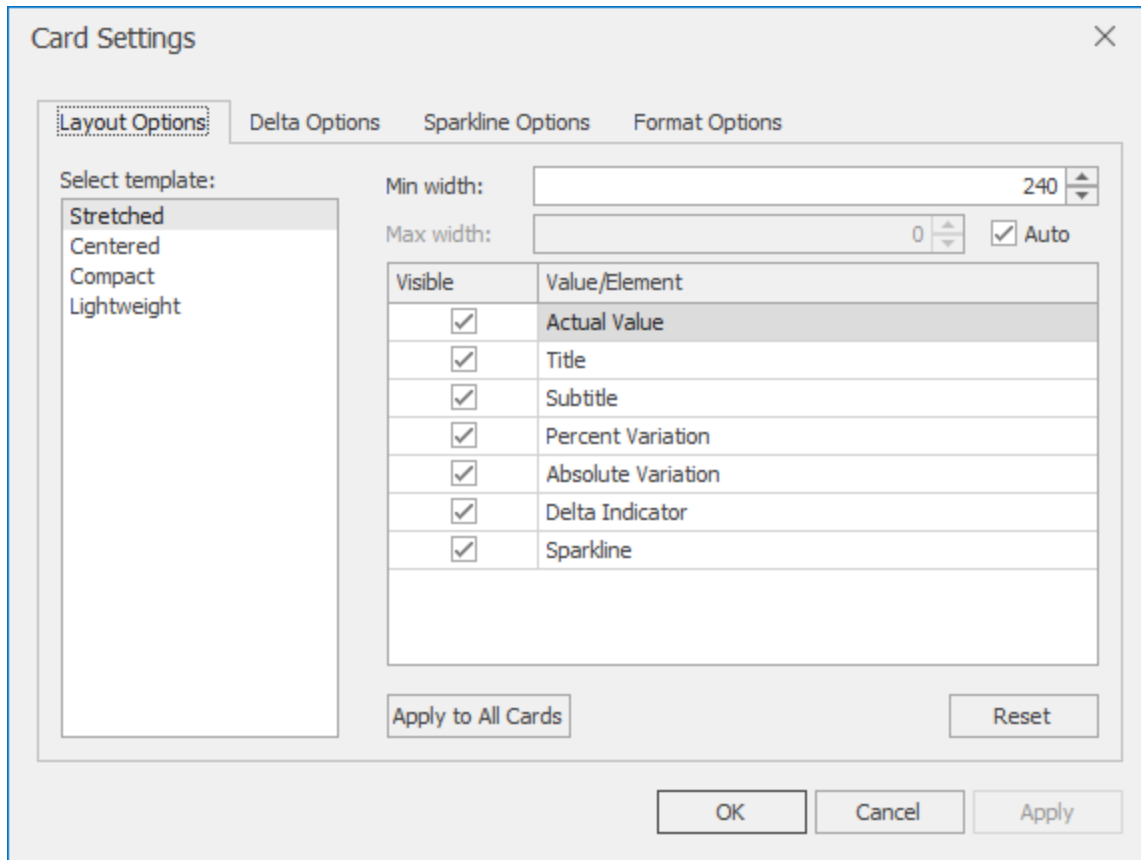 Card Settings
Layout Options Delta Options Sparkline Options Format Options
Select template:
Stretched
Centered
Compact
Lightweight
Min width: 240
Max width: 0 Auto
Visible Value/Element
Actual Value
Title
Subtitle
Percent Variation
Absolute Variation
Delta Indicator
Sparkline
Apply to All Cards Reset
OK Cancel Apply